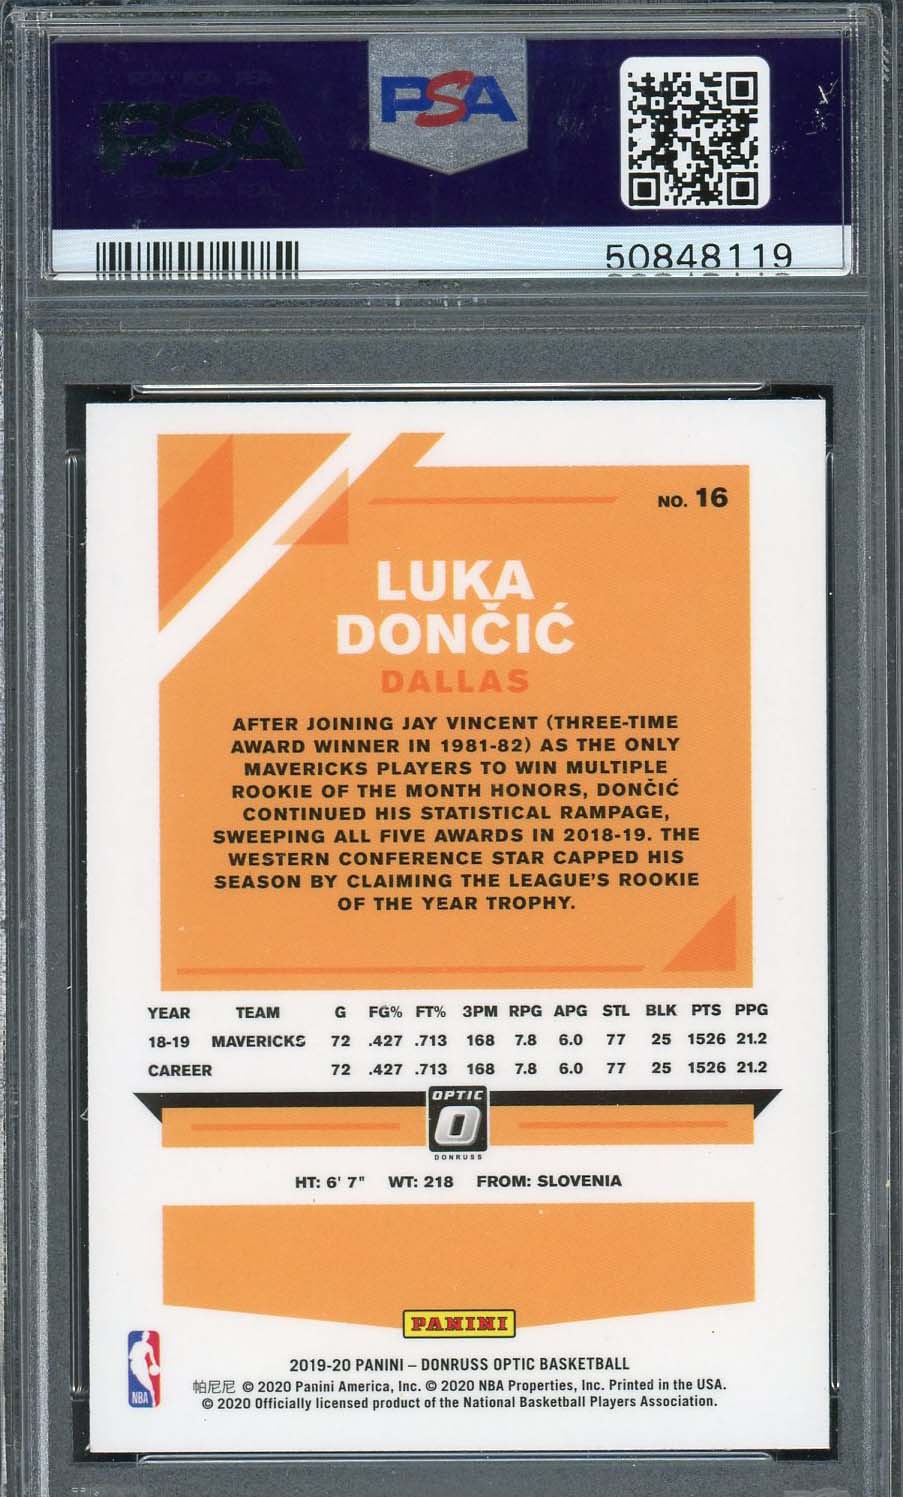 PSA
PSA
50848119
NO. 16
LUKA
DONČIĆ
DALLAS
AFTER JOINING JAY VINCENT (THREE-TIME
AWARD WINNER IN 1981-82) AS THE ONLY
MAVERICKS PLAYERS TO WIN MULTIPLE
ROOKIE OF THE MONTH HONORS, DONČIĆ
CONTINUED HIS STATISTICAL RAMPAGE,
SWEEPING ALL FIVE AWARDS IN 2018-19. THE
WESTERN CONFERENCE STAR CAPPED HIS
SEASON BY CLAIMING THE LEAGUE'S ROOKIE
OF THE YEAR TROPHY.
YEAR TEAM G FG% FT% 3PM RPG APG STL BLK PTS PPG
18-19 MAVERICKS 72 .427 .713 168 7.8 6.0 77 25 1526 21.2
CAREER 72 .427 .713 168 7.8 6.0 77 25 1526 21.2
OPTIC
O
DONRUSS
HT: 6' 7" WT: 218 FROM: SLOVENIA
PANINI
NBA
2019-20 PANINI – DONRUSS OPTIC BASKETBALL
帕尼尼 © 2020 Panini America, Inc. © 2020 NBA Properties, Inc. Printed in the USA.
© 2020 Officially licensed product of the National Basketball Players Association.